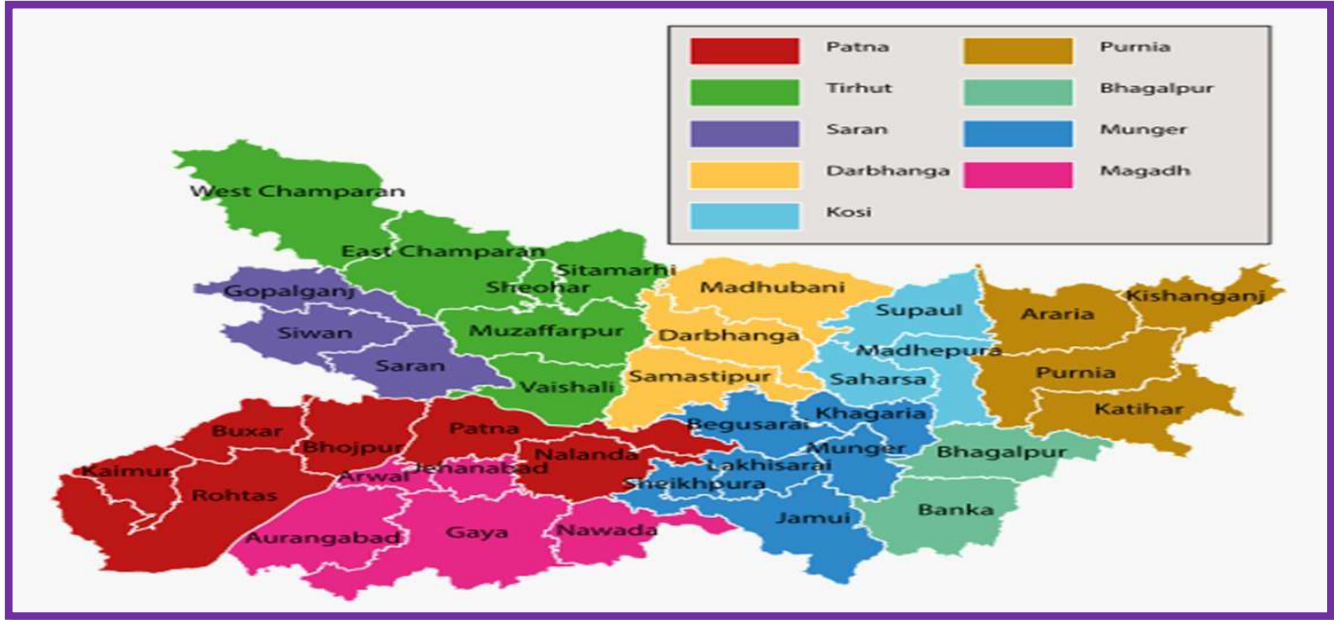 Patna
Purnia
Tirhut
Bhagalpur
Saran
Munger
Darbhanga
Magadh
Kosi
West Champaran
East Champaran
Sitamarhi
Sheohar
Gopalganj
Madhubani
Kishanganj
Supaul
Araria
Siwan
Muzaffarpur
Darbhanga
Madhepura
Saran
Vaishali
Samastipur
Saharsa
Purnia
Katihar
Buxar
Bhojpur
Patna
Begusarai
Khagaria
Nalanda
Munger
Bhagalpur
Kaimur
Arwal
Jehanabad
Lakhisarai
Rohtas
Sheikhpura
Jamui
Banka
Aurangabad
Gaya
Nawada